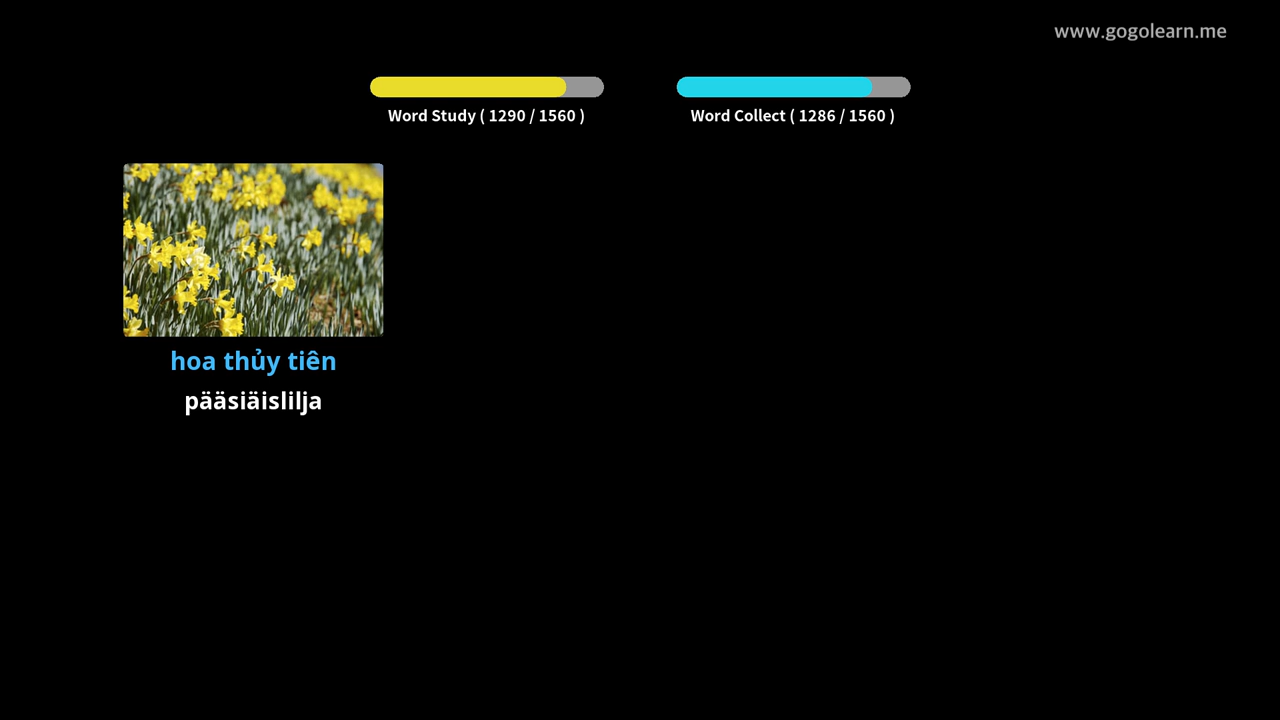 www.gogolearn.me
Word Study ( 1290 / 1560 )
Word Collect ( 1286 / 1560 )
hoa thủy tiên
pääsiäislilja